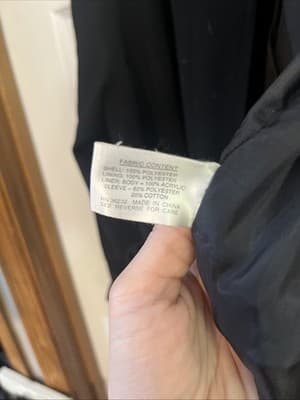 FABRIC CONTENT
SHELL: 100% POLYESTER
LINING: 100% POLYESTER
LINER: BODY = 100% ACRYLIC
SLEEVE – 80% POLYESTER
20% COTTON
MADE IN CHINA
SEE REVERSE FOR CARE